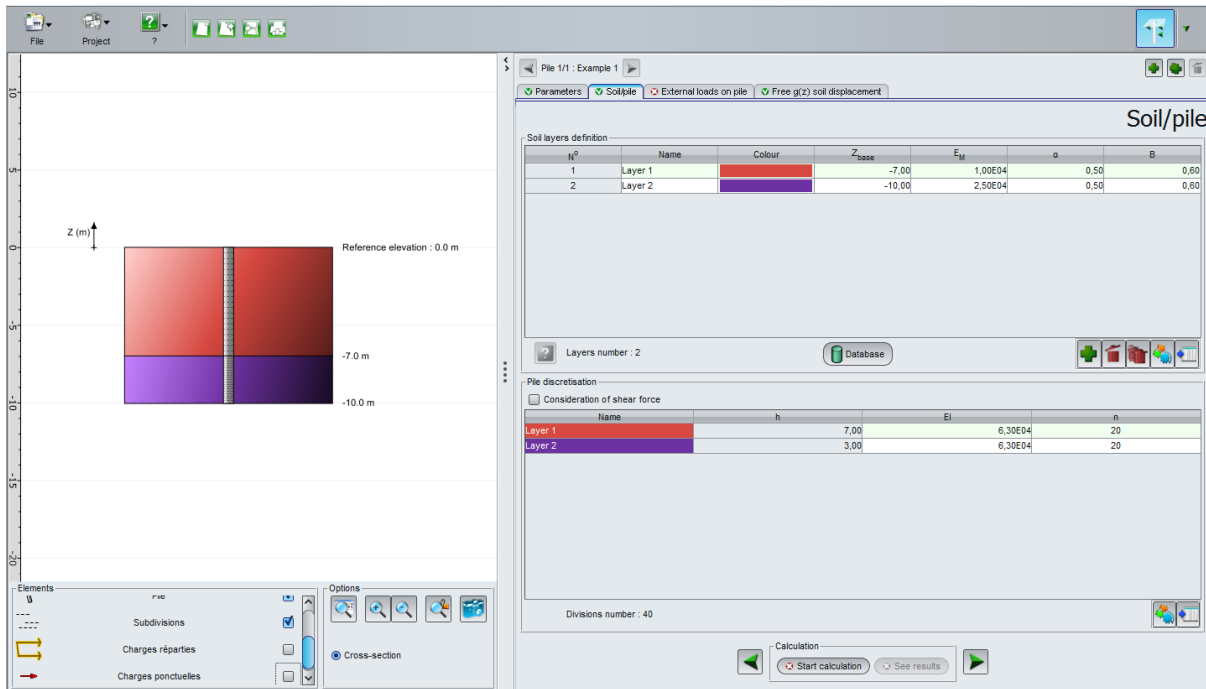 File Project ?
Pile 1/1 : Example 1
Parameters Soil/pile External loads on pile Free g(z) soil displacement
Soil/pile
Soil layers definition
N° Name Colour Zbase EM α B
1 Layer 1 -7,00 1,00E04 0,50 0,60
2 Layer 2 -10,00 2,50E04 0,50 0,60
Layers number : 2
Database
Pile discretisation
Consideration of shear force
Name h EI n
Layer 1 7,00 6,30E04 20
Layer 2 3,00 6,30E04 20
Divisions number : 40
Calculation
Start calculation See results
10
5
0
-5
-10
-15
-20
Z (m)
Reference elevation : 0.0 m
-7.0 m
-10.0 m
Elements
Subdivisions
Charges réparties
Charges ponctuelles
Options
Cross-section